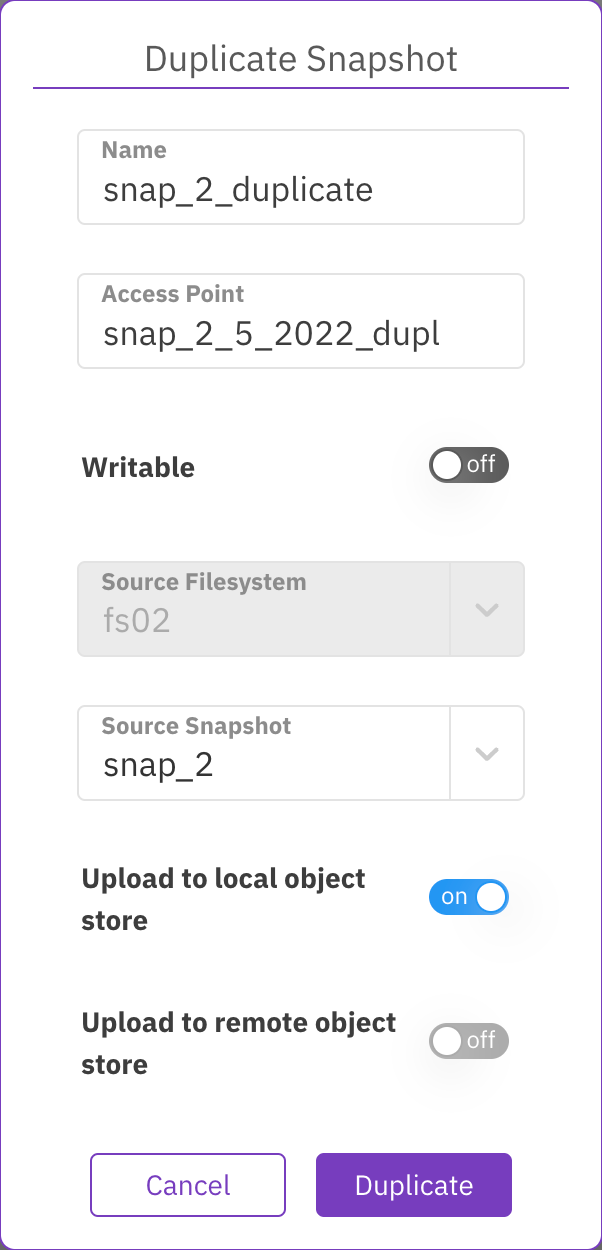 Duplicate Snapshot
Name
snap_2_duplicate
Access Point
snap_2_5_2022_dupl
Writable
off
Source Filesystem
fs02
Source Snapshot
snap_2
Upload to local object
store
on
Upload to remote object
store
off
Cancel
Duplicate